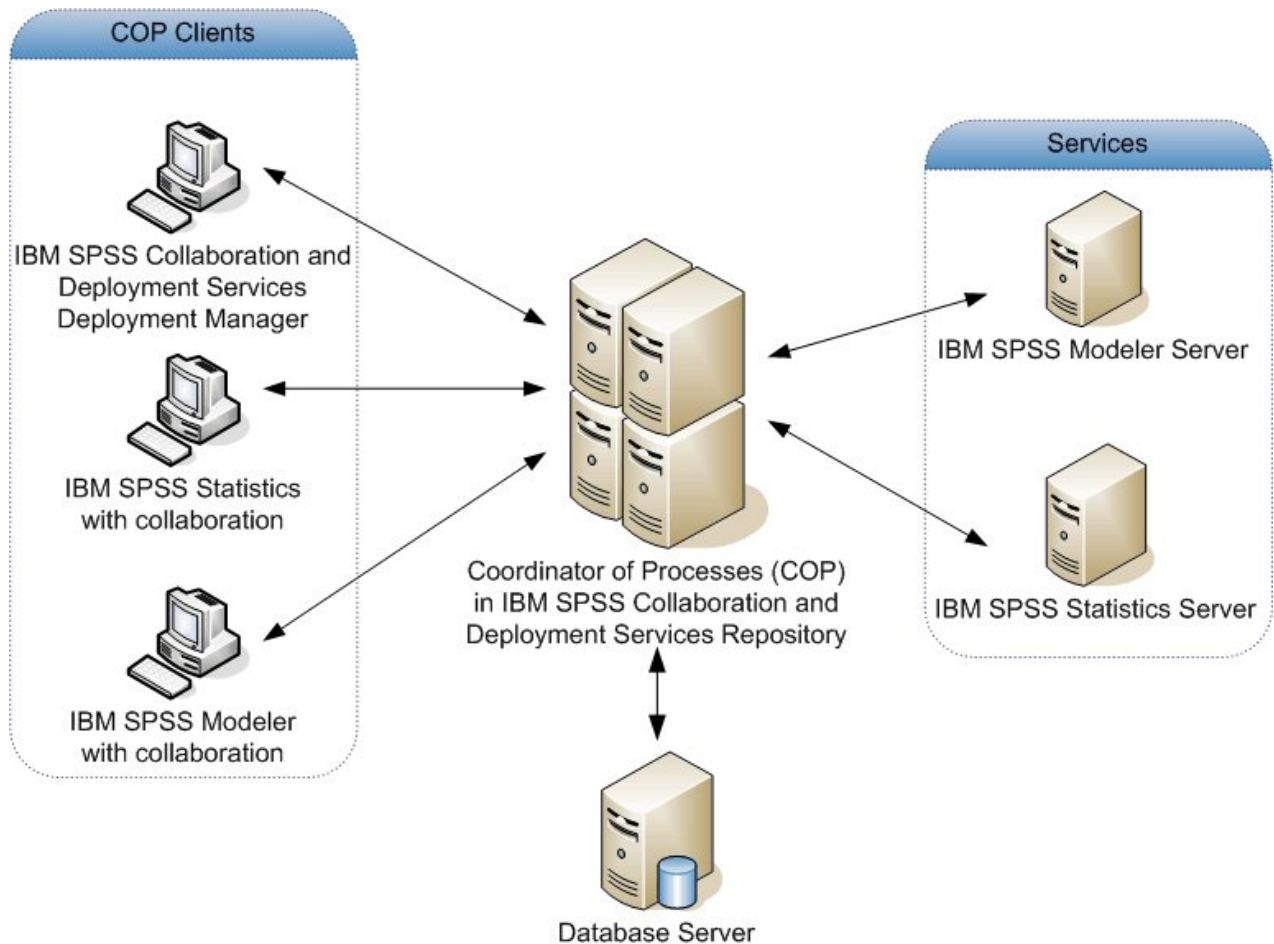 COP Clients
IBM SPSS Collaboration and
Deployment Services
Deployment Manager
IBM SPSS Statistics
with collaboration
IBM SPSS Modeler
with collaboration
Coordinator of Processes (COP)
in IBM SPSS Collaboration and
Deployment Services Repository
Database Server
Services
IBM SPSS Modeler Server
IBM SPSS Statistics Server